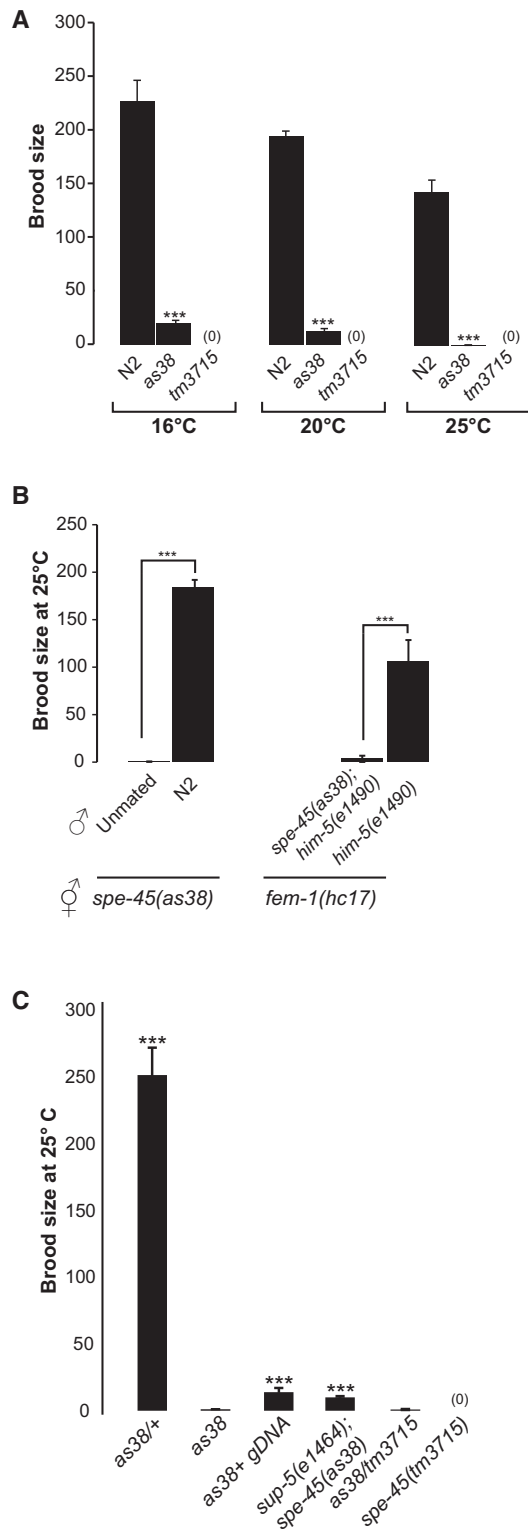 A
Brood size
300
250
200
150
100
50
0
***
(0)
***
(0)
***
(0)
N2
as38
tm3715
N2
as38
tm3715
N2
as38
tm3715
16°C
20°C
25°C
B
Brood size at 25°C
250
200
150
100
50
0
***
***
♂
Unmated
N2
spe-45(as38);
him-5(e1490)
him-5(e1490)
⚥
spe-45(as38)
fem-1(hc17)
C
Brood size at 25° C
300
250
200
150
100
50
0
***
***
***
(0)
as38/+
as38
as38+ gDNA
sup-5(e1464);
spe-45(as38)
as38/tm3715
spe-45(tm3715)